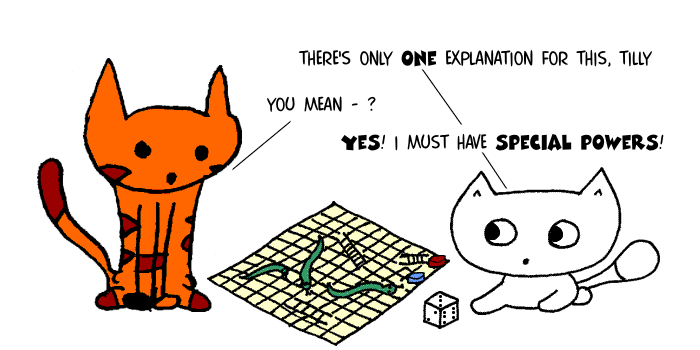 THERE'S ONLY ONE EXPLANATION FOR THIS, TILLY
YOU MEAN - ?
YES! I MUST HAVE SPECIAL POWERS!